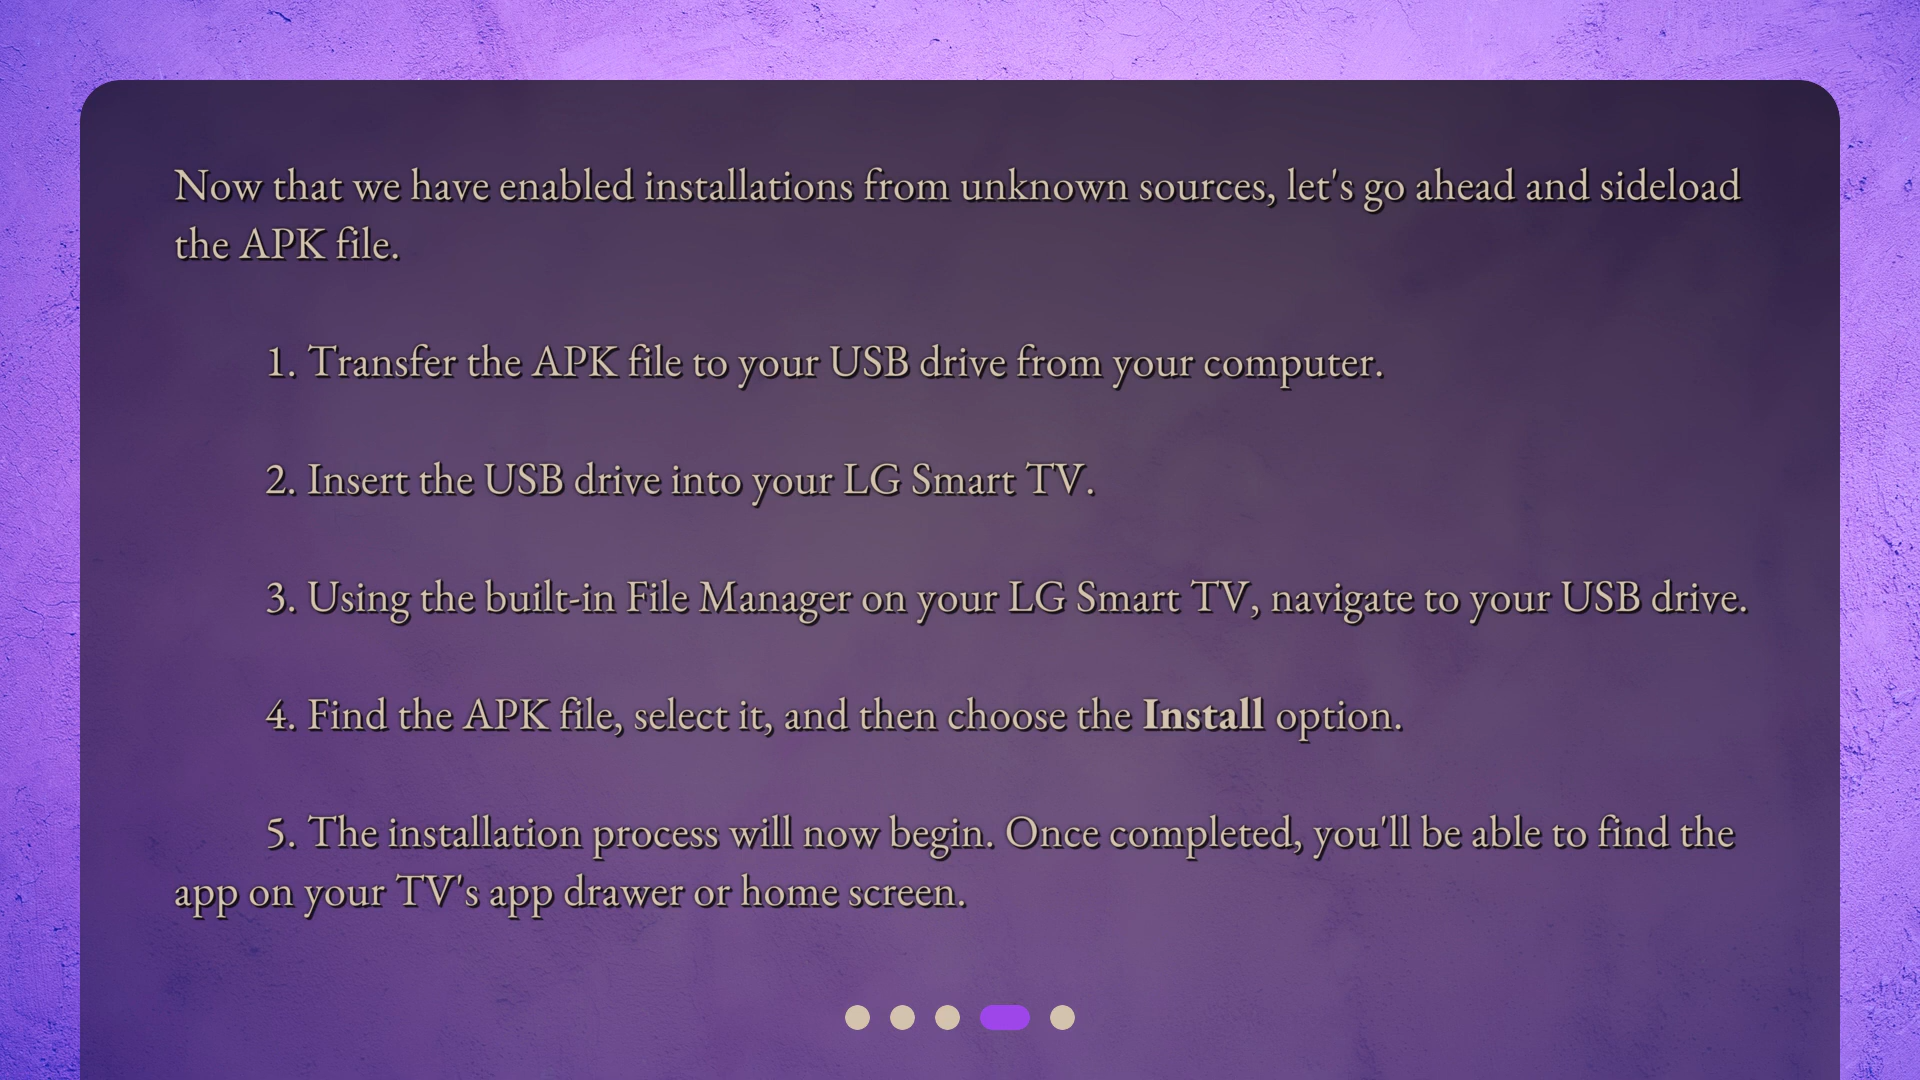 Now that we have enabled installations from unknown sources, let's go ahead and sideload
the APK file.
1. Transfer the APK file to your USB drive from your computer.
2. Insert the USB drive into your LG Smart TV.
3. Using the built-in File Manager on your LG Smart TV, navigate to your USB drive.
4. Find the APK file, select it, and then choose the Install option.
5. The installation process will now begin. Once completed, you'll be able to find the
app on your TV's app drawer or home screen.